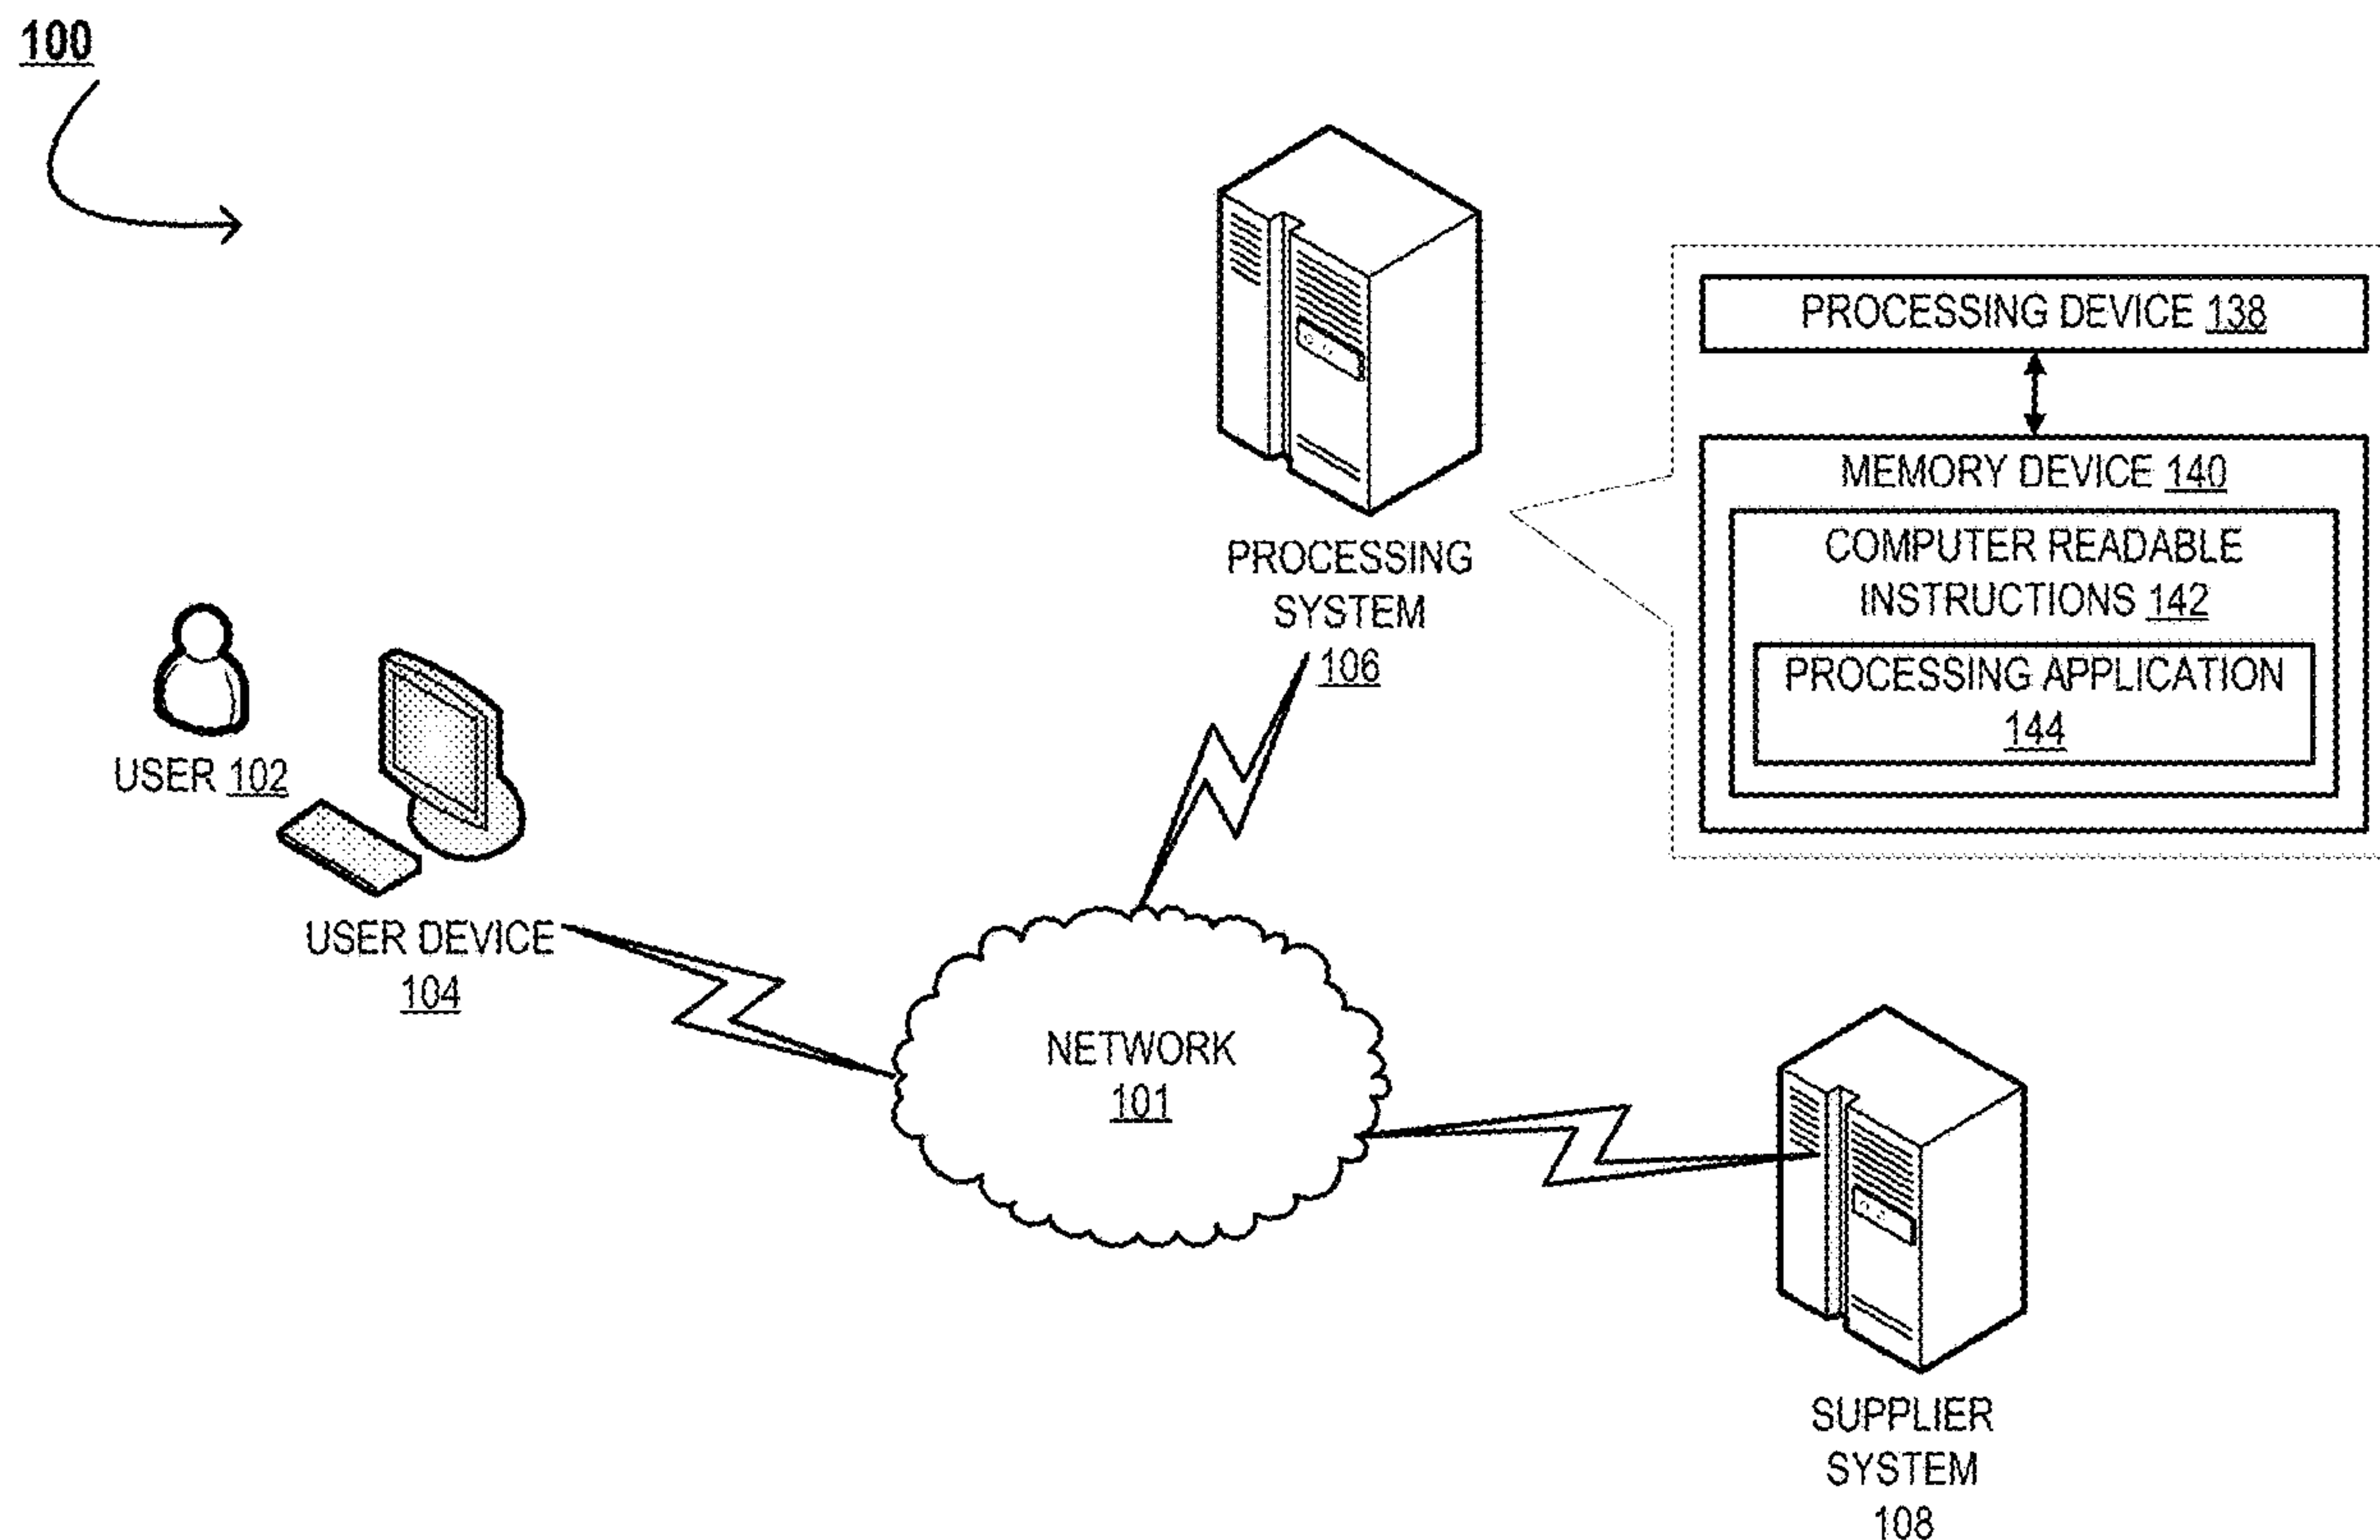 100
PROCESSING DEVICE 138
MEMORY DEVICE 140
COMPUTER READABLE
INSTRUCTIONS 142
PROCESSING APPLICATION
144
PROCESSING
SYSTEM
106
USER 102
USER DEVICE
104
NETWORK
101
SUPPLIER
SYSTEM
108